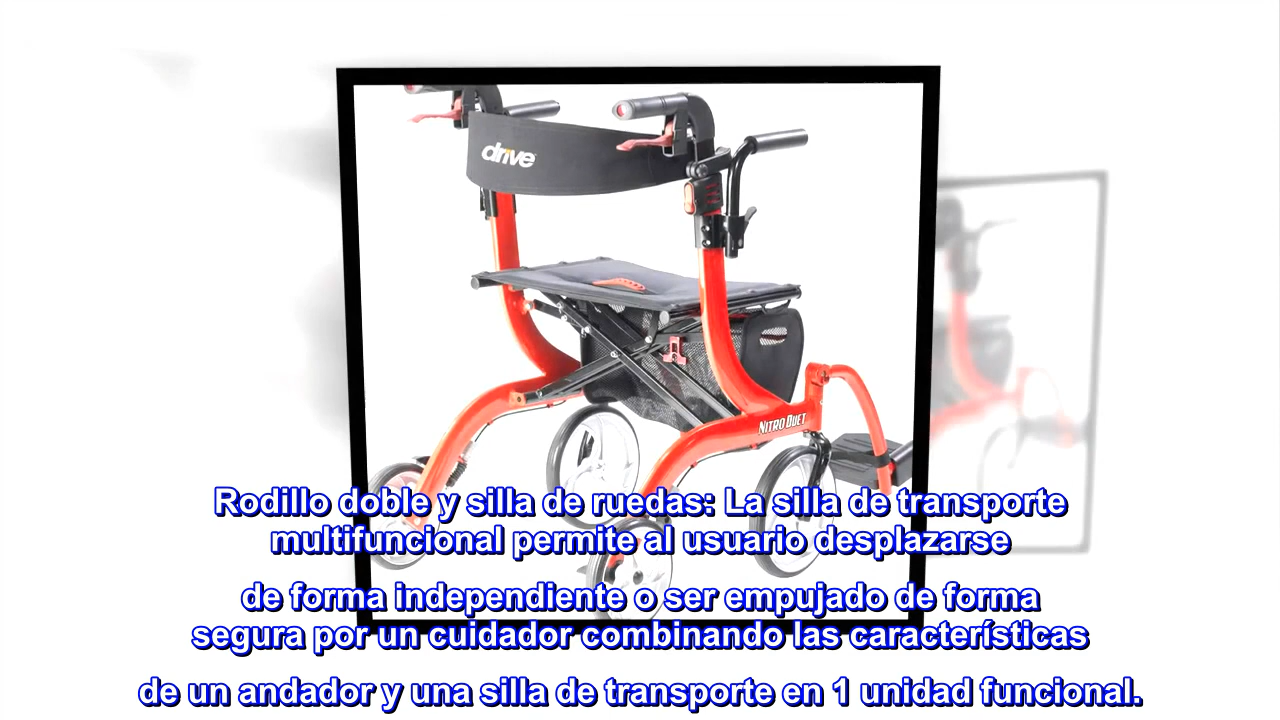 drive
NITRO DUET
Rodillo doble y silla de ruedas: La silla de transporte
multifuncional permite al usuario desplazarse
de forma independiente o ser empujado de forma
segura por un cuidador combinando las características
de un andador y una silla de transporte en 1 unidad funcional.